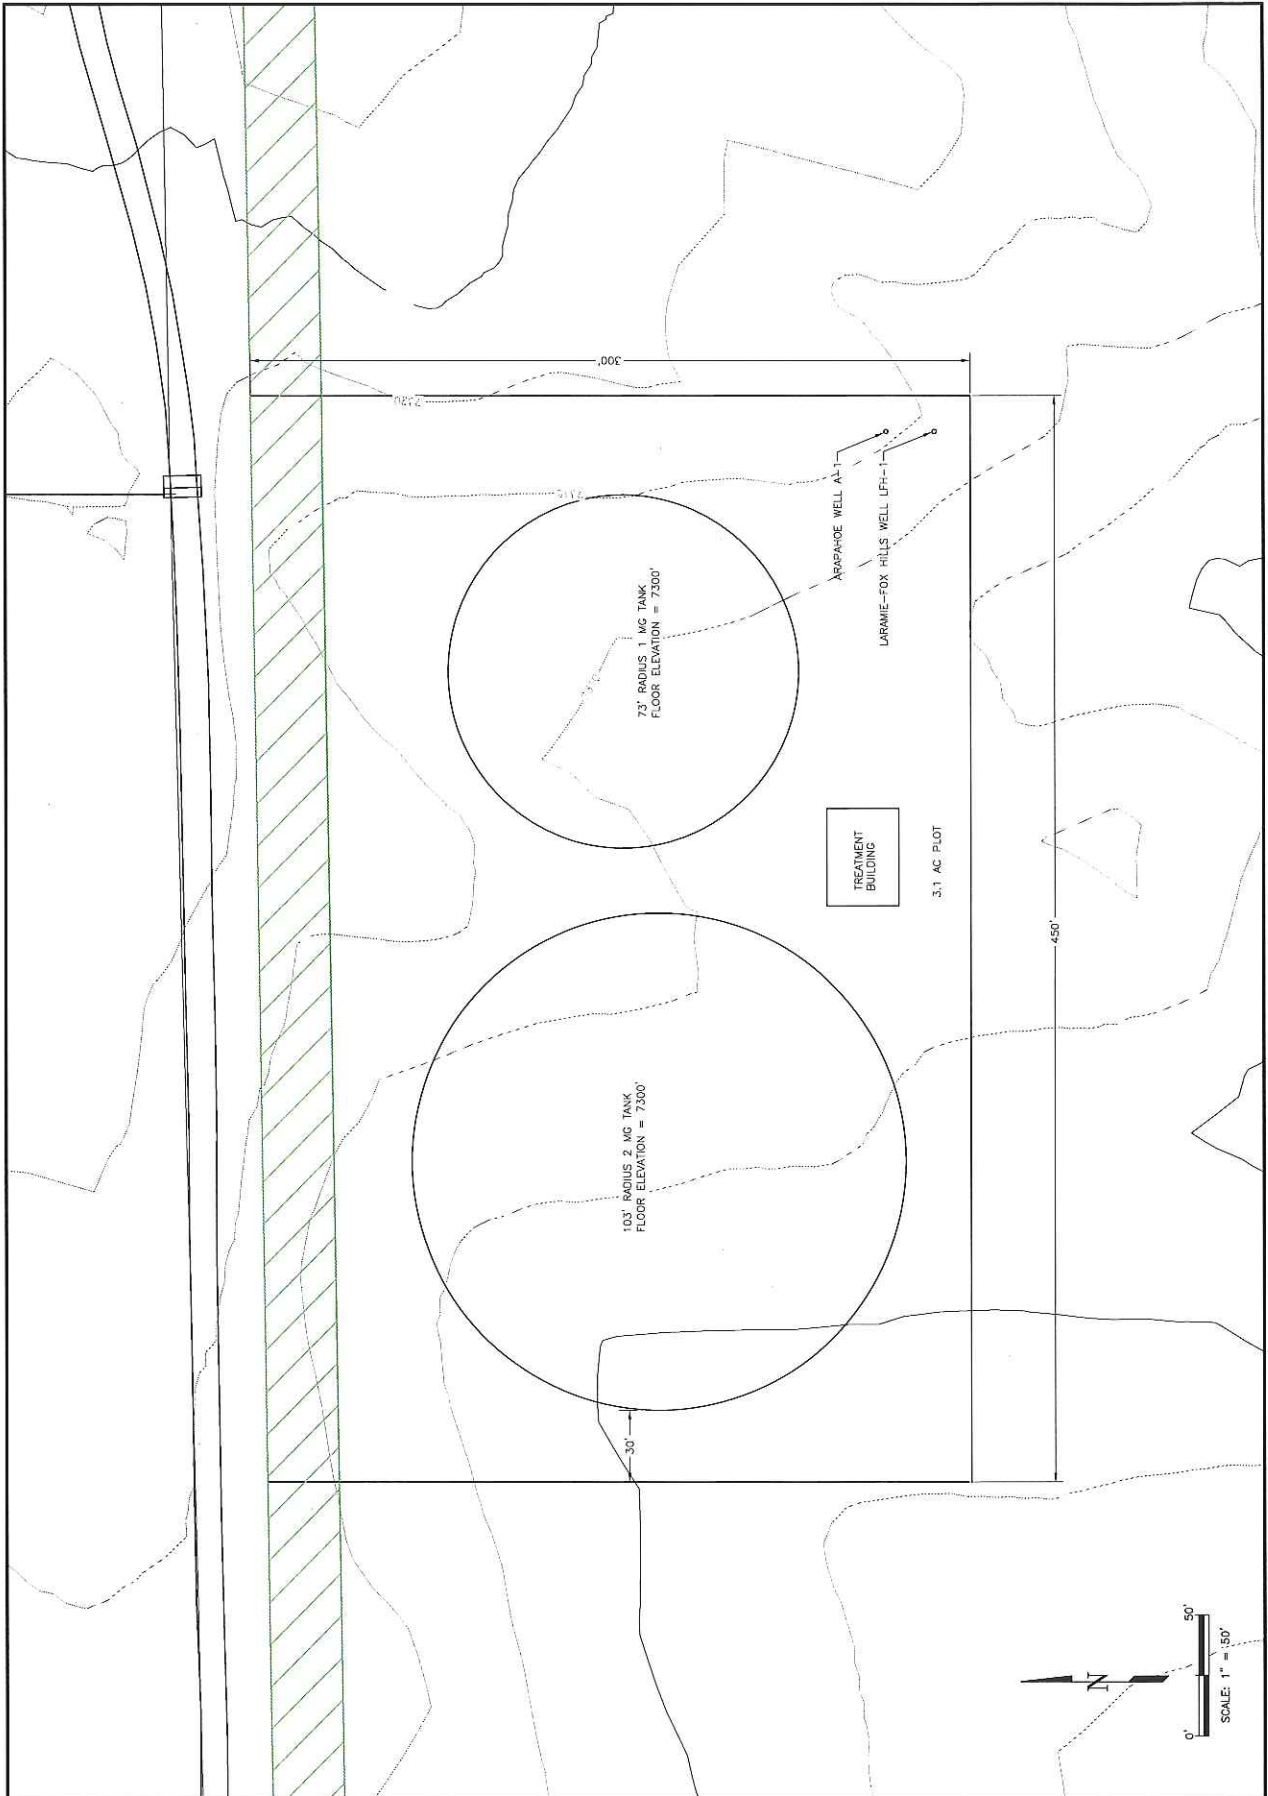 300'
7320
7315
ARAPAHOE WELL A-1
LARAMIE-FOX HILLS WELL LFH-1
73' RADIUS 1 MG TANK
FLOOR ELEVATION = 7300'
TREATMENT
BUILDING
3.1 AC PLOT
450'
103' RADIUS 2 MG TANK
FLOOR ELEVATION = 7300'
30'
N
0'
50'
SCALE: 1" = 50'